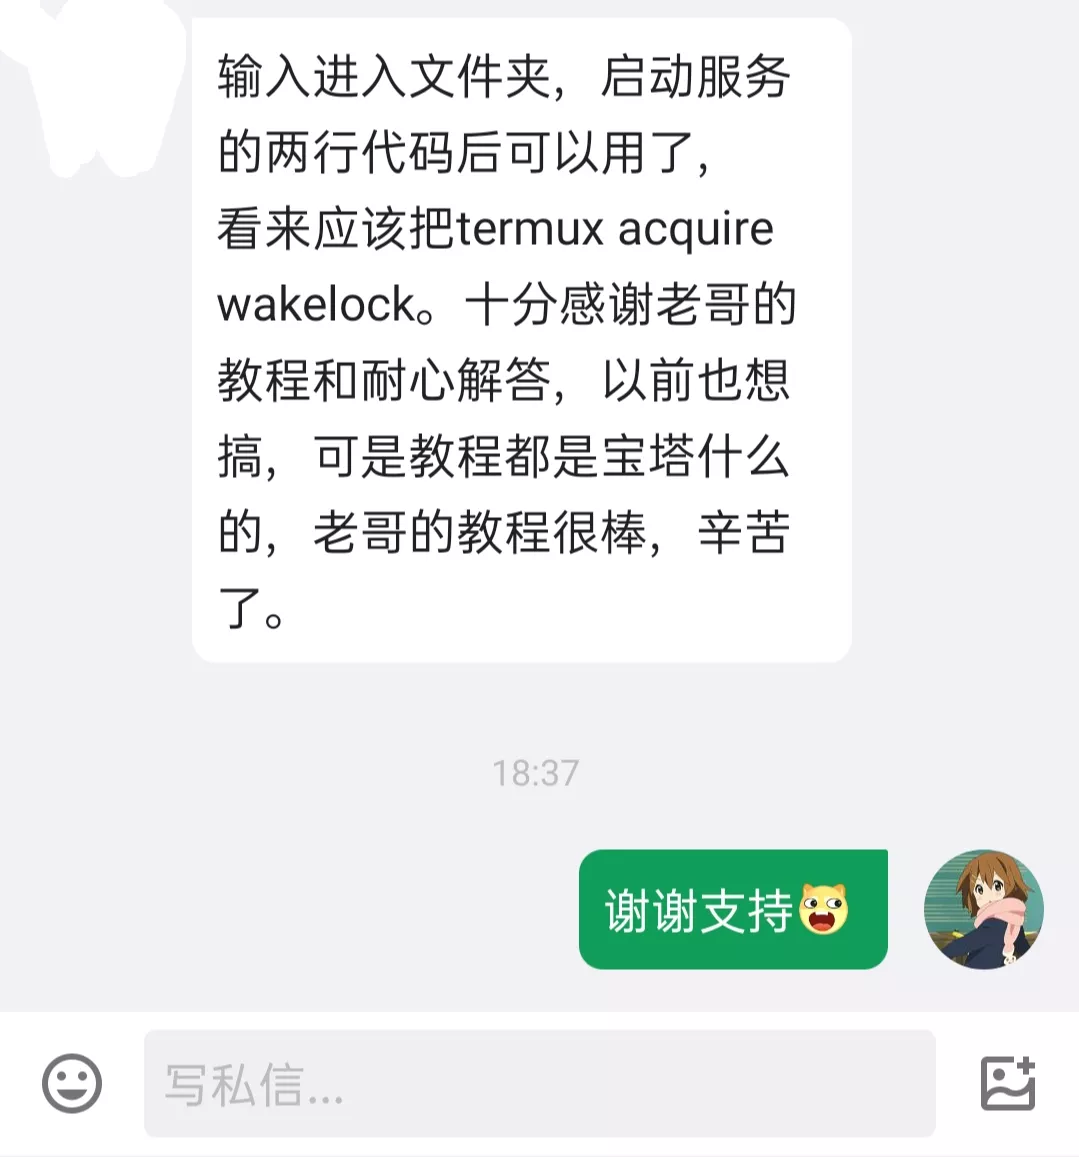 输入进入文件夹，启动服务
的两行代码后可以用了，
看来应该把termux acquire
wakelock。十分感谢老哥的
教程和耐心解答，以前也想
搞，可是教程都是宝塔什么
的，老哥的教程很棒，辛苦
了。
18:37
谢谢支持
写私信...